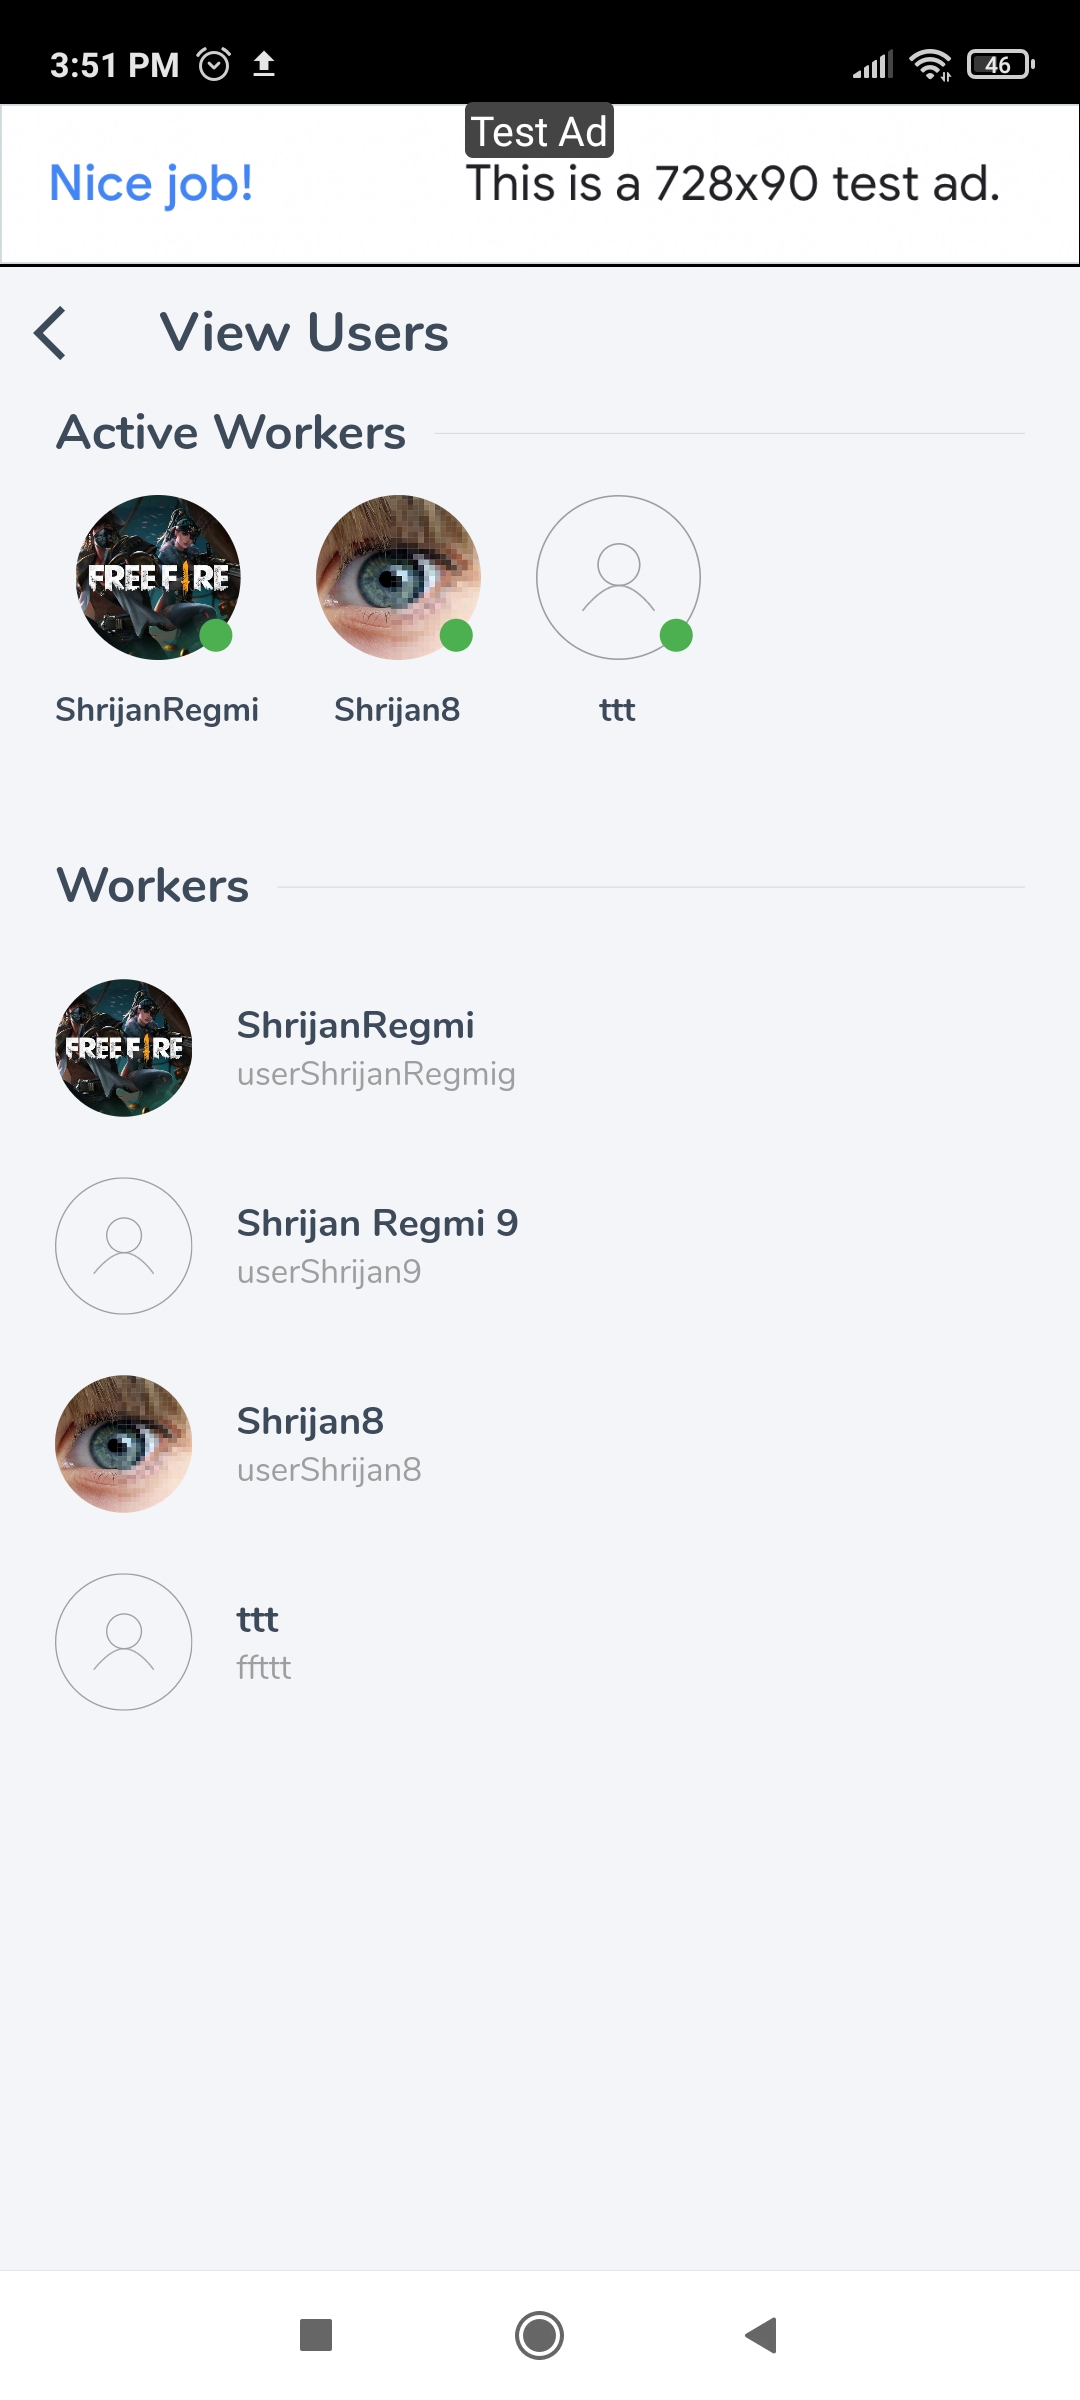 3:51 PM
46
Test Ad
Nice job!
This is a 728x90 test ad.
View Users
Active Workers
FREE FIRE
ShrijanRegmi
Shrijan8
ttt
Workers
FREE FIRE
ShrijanRegmi
userShrijanRegmig
Shrijan Regmi 9
userShrijan9
Shrijan8
userShrijan8
ttt
ffttt